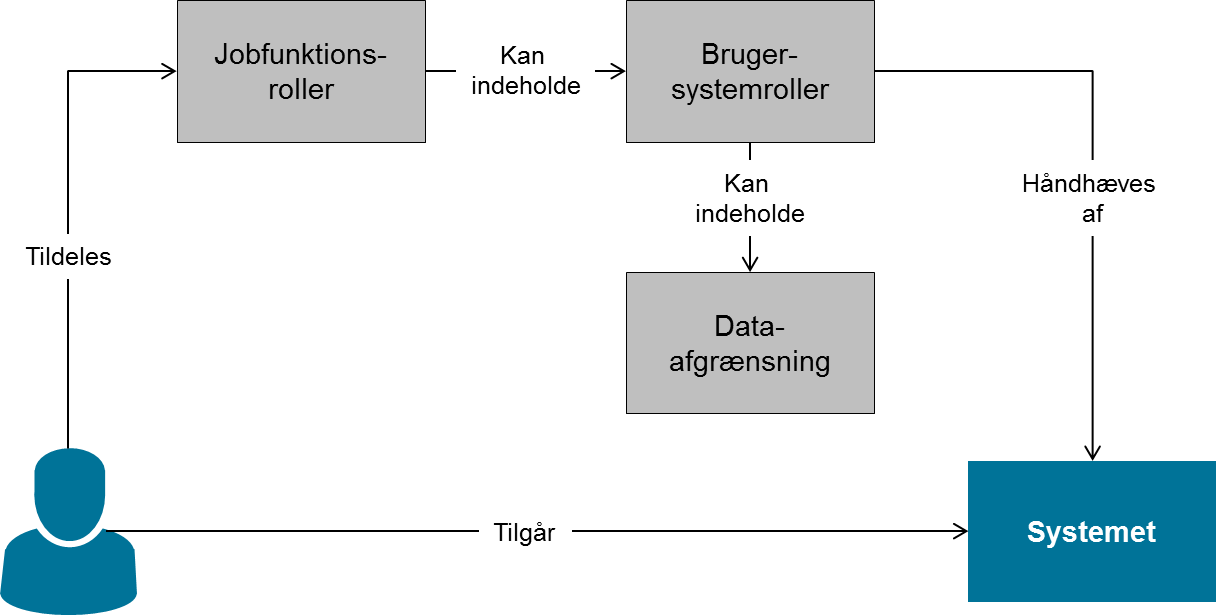 Jobfunktions-
roller
Kan
indeholde
Bruger-
systemroller
Kan
indeholde
Håndhæves
af
Tildeles
Data-
afgrænsning
Tilgår
Systemet